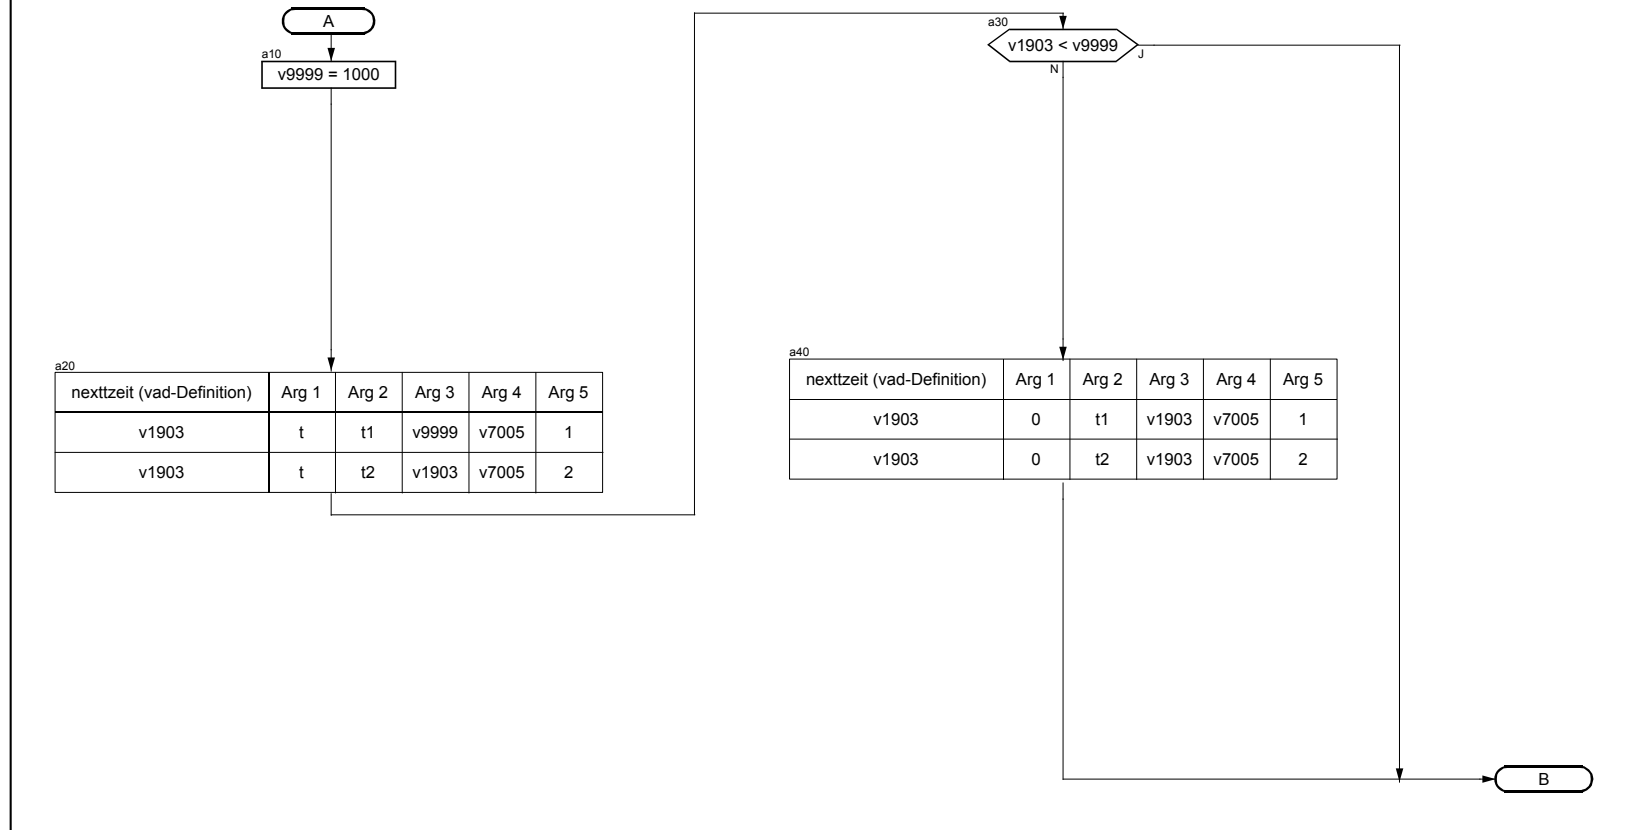 A
a10
v9999 = 1000
a20
nexttzeit (vad-Definition) Arg 1 Arg 2 Arg 3 Arg 4 Arg 5
v1903 t t1 v9999 v7005 1
v1903 t t2 v1903 v7005 2
a30
v1903 < v9999
J
N
a40
nexttzeit (vad-Definition) Arg 1 Arg 2 Arg 3 Arg 4 Arg 5
v1903 0 t1 v1903 v7005 1
v1903 0 t2 v1903 v7005 2
B